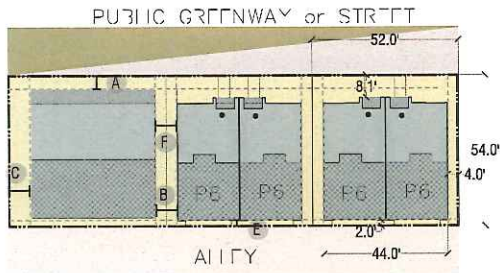 PUBLIC GREENWAY or STREET
52.0'
A
8.1'
F
54.0'
C
4.0'
B
P6 P6 P6 P6
E
2.0'
ALLEY
44.0'